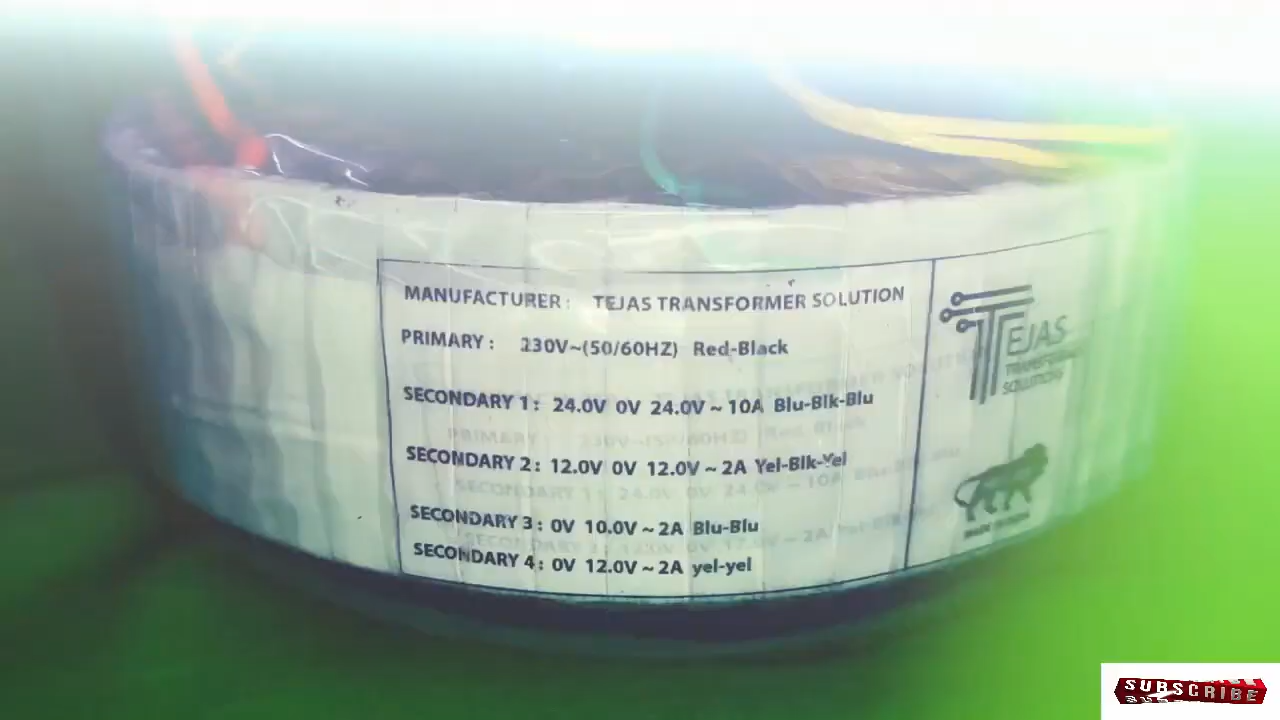 MANUFACTURER : TEJAS TRANSFORMER SOLUTION
PRIMARY : 230V~(50/60HZ) Red-Black
SECONDARY 1 : 24.0V 0V 24.0V ~ 10A Blu-Blk-Blu
SECONDARY 2 : 12.0V 0V 12.0V ~ 2A Yel-Blk-Yel
SECONDARY 3 : 0V 10.0V ~ 2A Blu-Blu
SECONDARY 4 : 0V 12.0V ~ 2A yel-yel
TEJAS
TRANSFORMER
SOLUTIONS
SUBSCRIBE